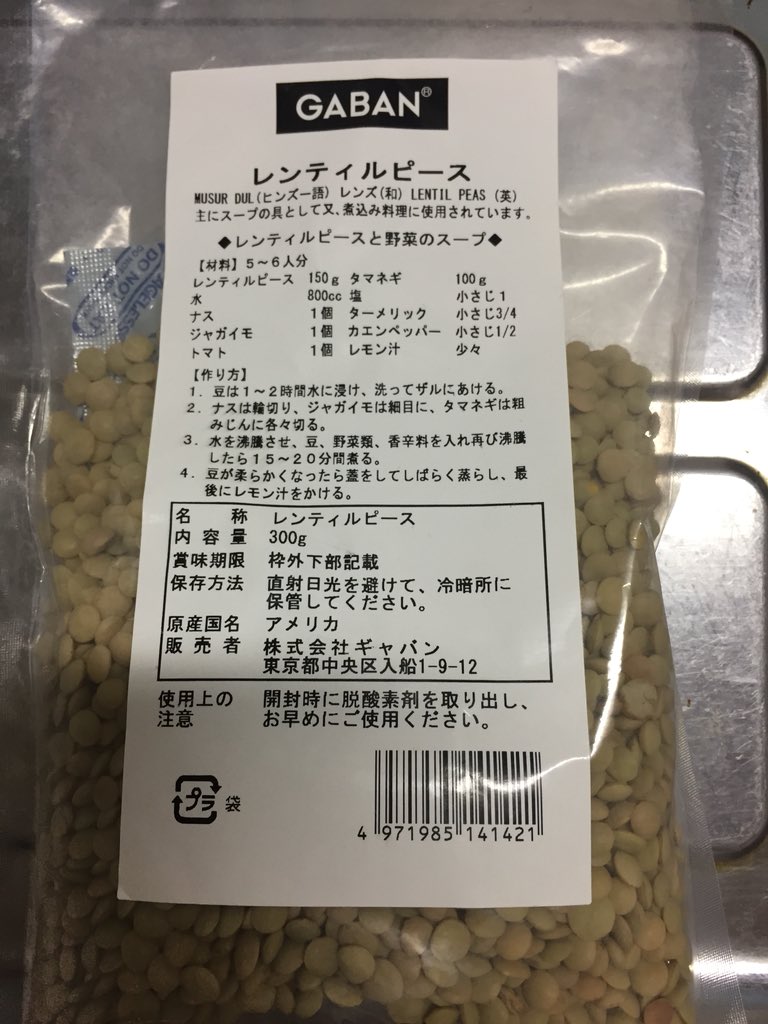 GABAN®
レンティルピース
MUSUR DUL(ヒンズー語) レンズ(和) LENTIL PEAS (英)
主にスープの具として又、煮込み料理に使用されています。
◆レンティルピースと野菜のスープ◆
【材料】5～6人分
レンティルピース 150g タマネギ 100g
水 800cc 塩 小さじ1
ナス 1個 ターメリック 小さじ3/4
ジャガイモ 1個 カエンペッパー 小さじ1/2
トマト 1個 レモン汁 少々
【作り方】
1. 豆は1～2時間水に浸け、洗ってザルにあける。
2. ナスは輪切り、ジャガイモは細目に、タマネギは粗
みじんに各々切る。
3. 水を沸騰させ、豆、野菜類、香辛料を入れ再び沸騰
したら15～20分間煮る。
4. 豆が柔らかくなったら蓋をしてしばらく蒸らし、最
後にレモン汁をかける。
名称 レンティルピース
内容量 300g
賞味期限 枠外下部記載
保存方法 直射日光を避けて、冷暗所に
保管してください。
原産国名 アメリカ
販売者 株式会社ギャバン
東京都中央区入船1-9-12
使用上の 開封時に脱酸素剤を取り出し、
注意 お早めにご使用ください。
プラ 袋
4 971985 141421
DO NO